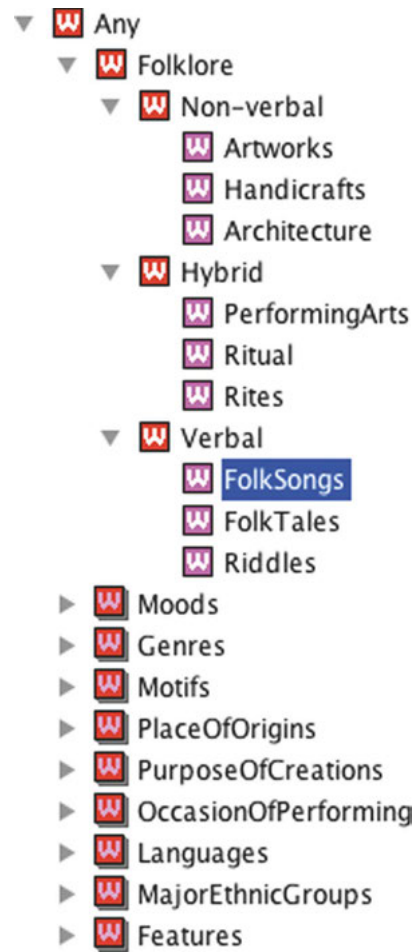 Any
Folklore
Non-verbal
Artworks
Handicrafts
Architecture
Hybrid
PerformingArts
Ritual
Rites
Verbal
FolkSongs
FolkTales
Riddles
Moods
Genres
Motifs
PlaceOfOrigins
PurposeOfCreations
OccasionOfPerforming
Languages
MajorEthnicGroups
Features